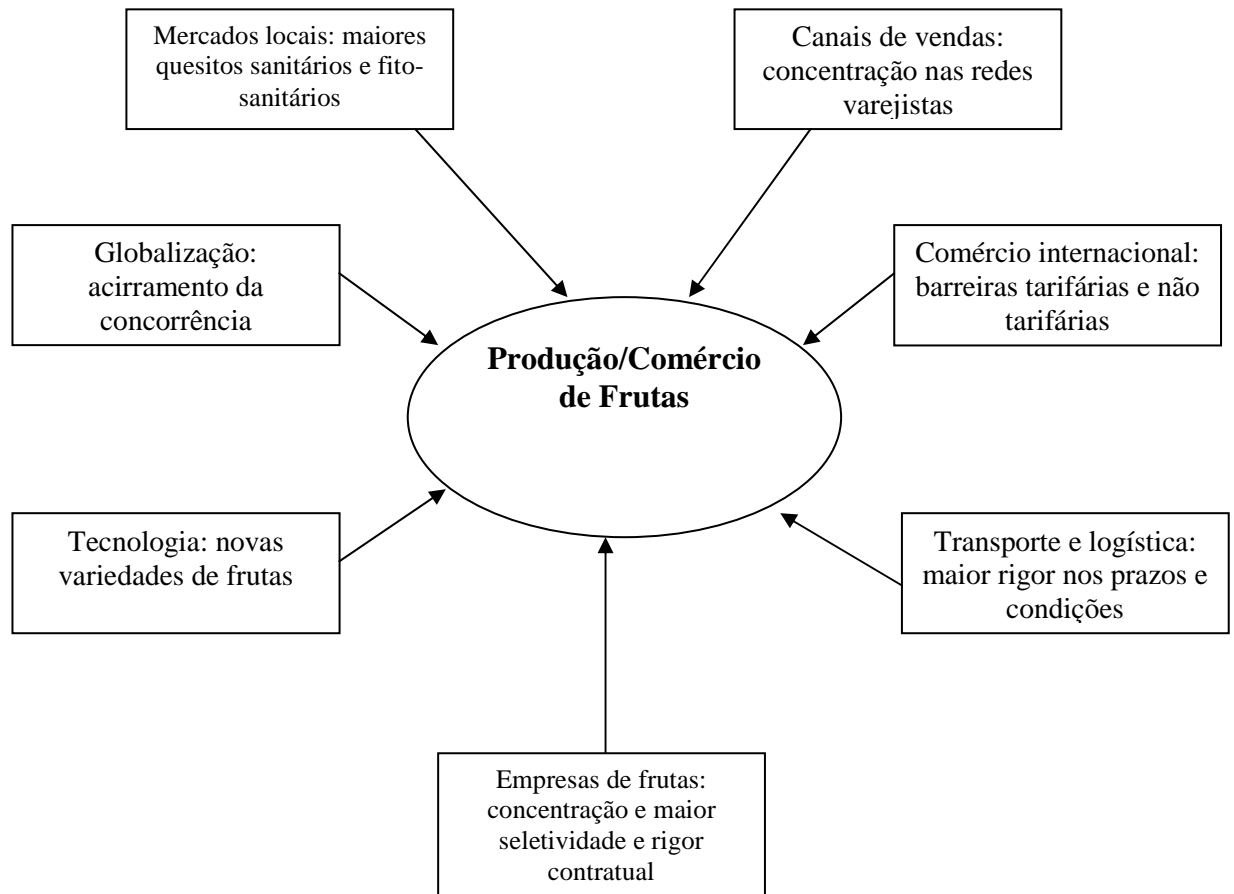 Mercados locais: maiores
quesitos sanitários e fito-
sanitários
Canais de vendas:
concentração nas redes
varejistas
Globalização:
acirramento da
concorrência
Comércio internacional:
barreiras tarifárias e não
tarifárias
Produção/Comércio
de Frutas
Tecnologia: novas
variedades de frutas
Transporte e logística:
maior rigor nos prazos e
condições
Empresas de frutas:
concentração e maior
seletividade e rigor
contratual